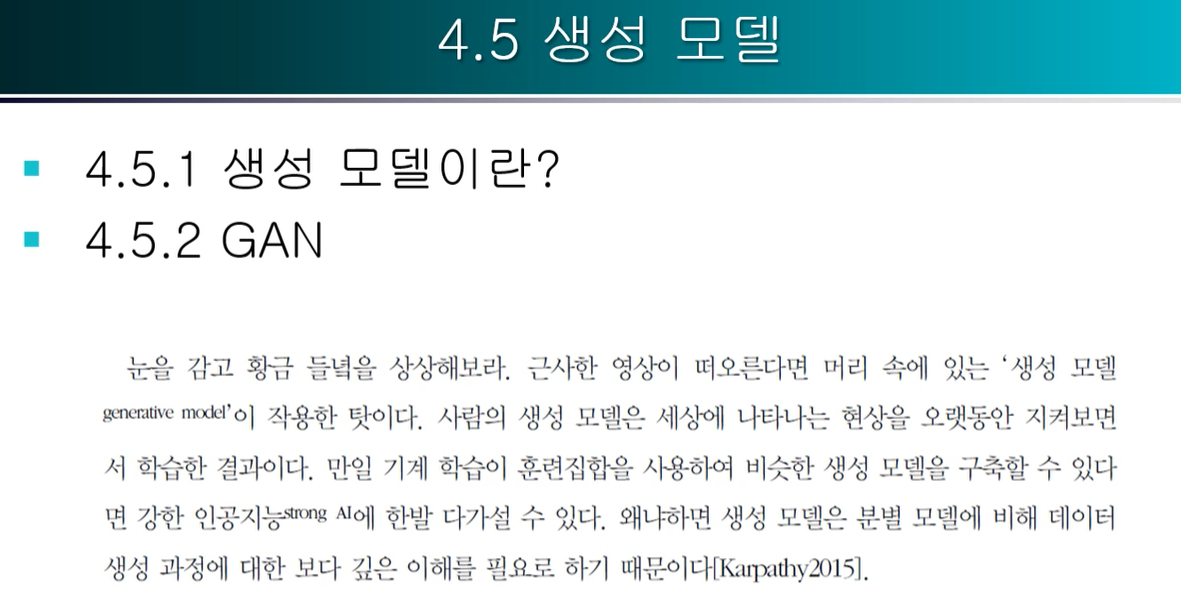 4.5 생성 모델
4.5.1 생성 모델이란?
4.5.2 GAN
눈을 감고 황금 들녘을 상상해보라. 근사한 영상이 떠오른다면 머리 속에 있는 ‘생성 모델
generative model’이 작용한 탓이다. 사람의 생성 모델은 세상에 나타나는 현상을 오랫동안 지켜보면
서 학습한 결과이다. 만일 기계 학습이 훈련집합을 사용하여 비슷한 생성 모델을 구축할 수 있다
면 강한 인공지능strong AI에 한발 다가설 수 있다. 왜냐하면 생성 모델은 분별 모델에 비해 데이터
생성 과정에 대한 보다 깊은 이해를 필요로 하기 때문이다[Karpathy2015].